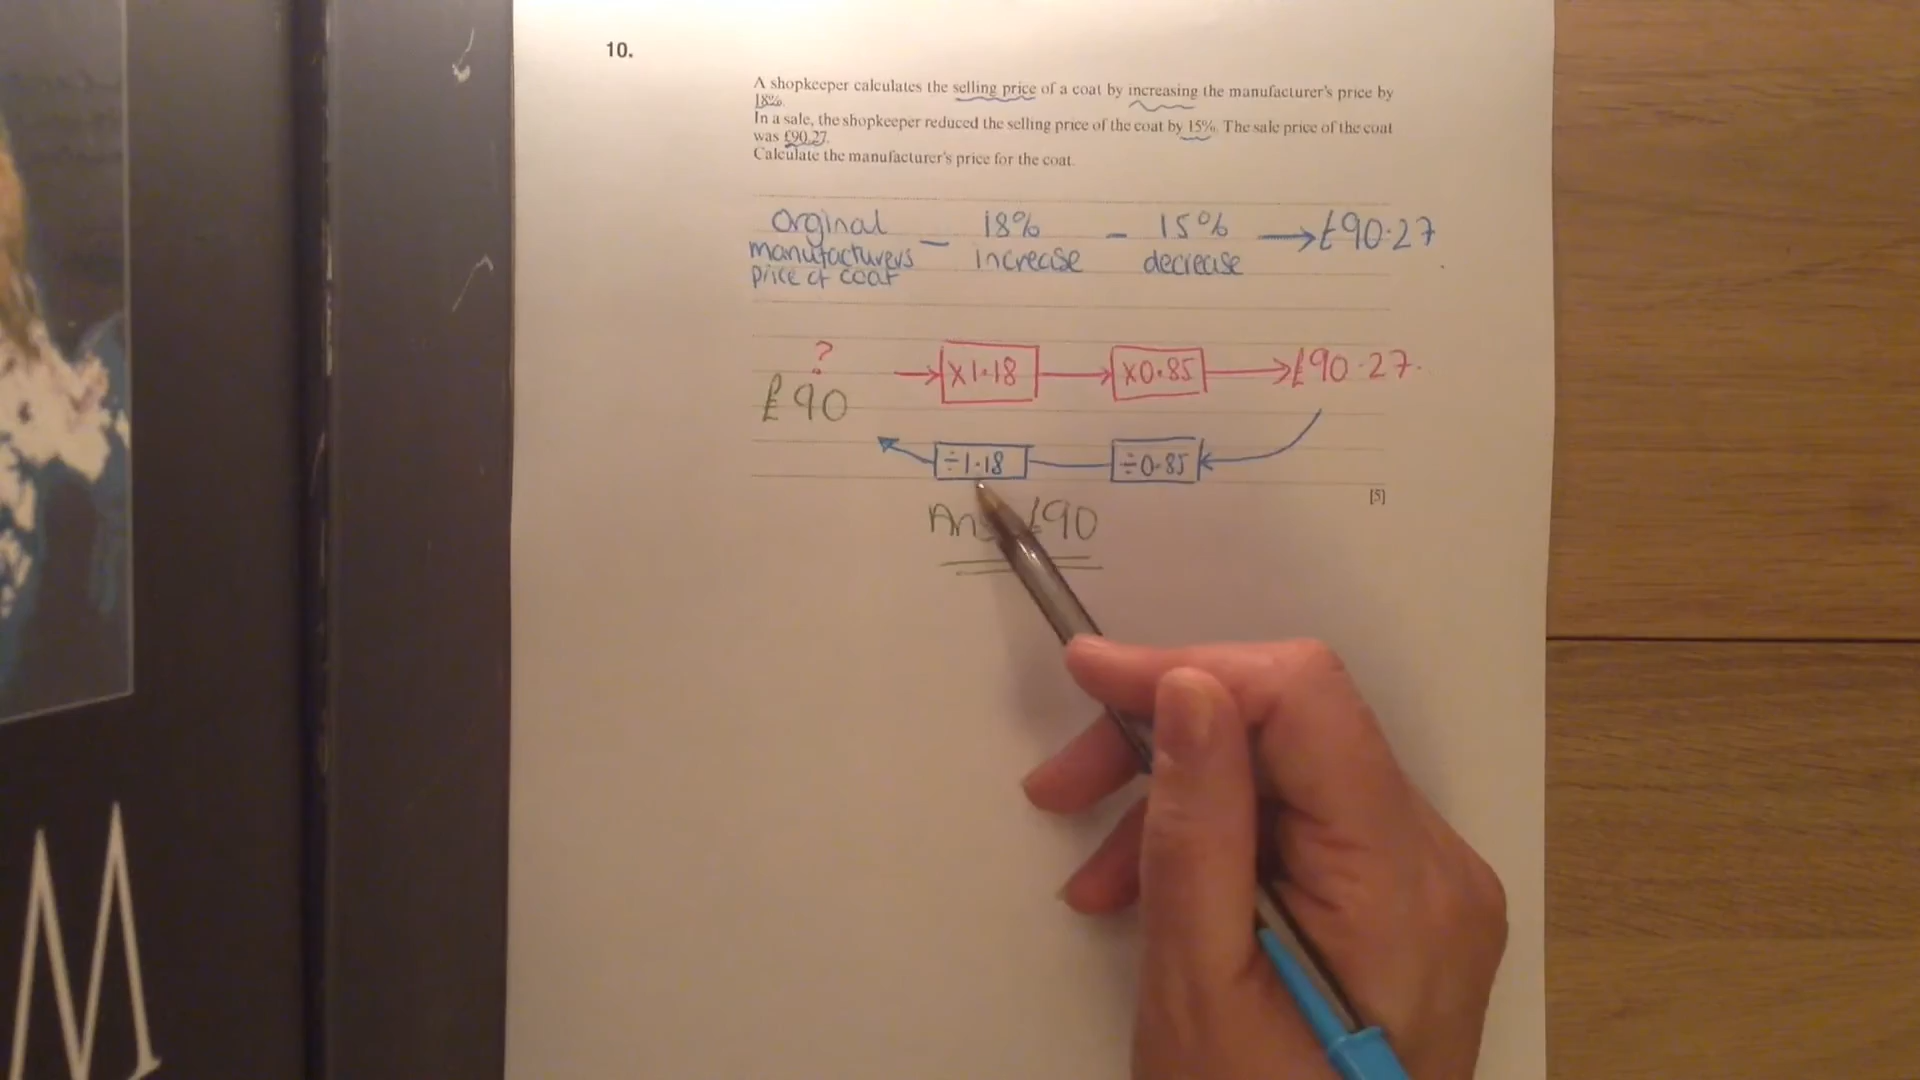 10.
A shopkeeper calculates the selling price of a coat by increasing the manufacturer's price by
18%.
In a sale, the shopkeeper reduced the selling price of the coat by 15%. The sale price of the coat
was £90.27.
Calculate the manufacturer's price for the coat.
Orginal
manufacturers
price of coat
– 18%
increase
– 15%
decrease
→ £90.27
?
£90
→ ×1.18 → ×0.85 → £90.27.
÷1.18 ÷0.85
[5]
£90
M